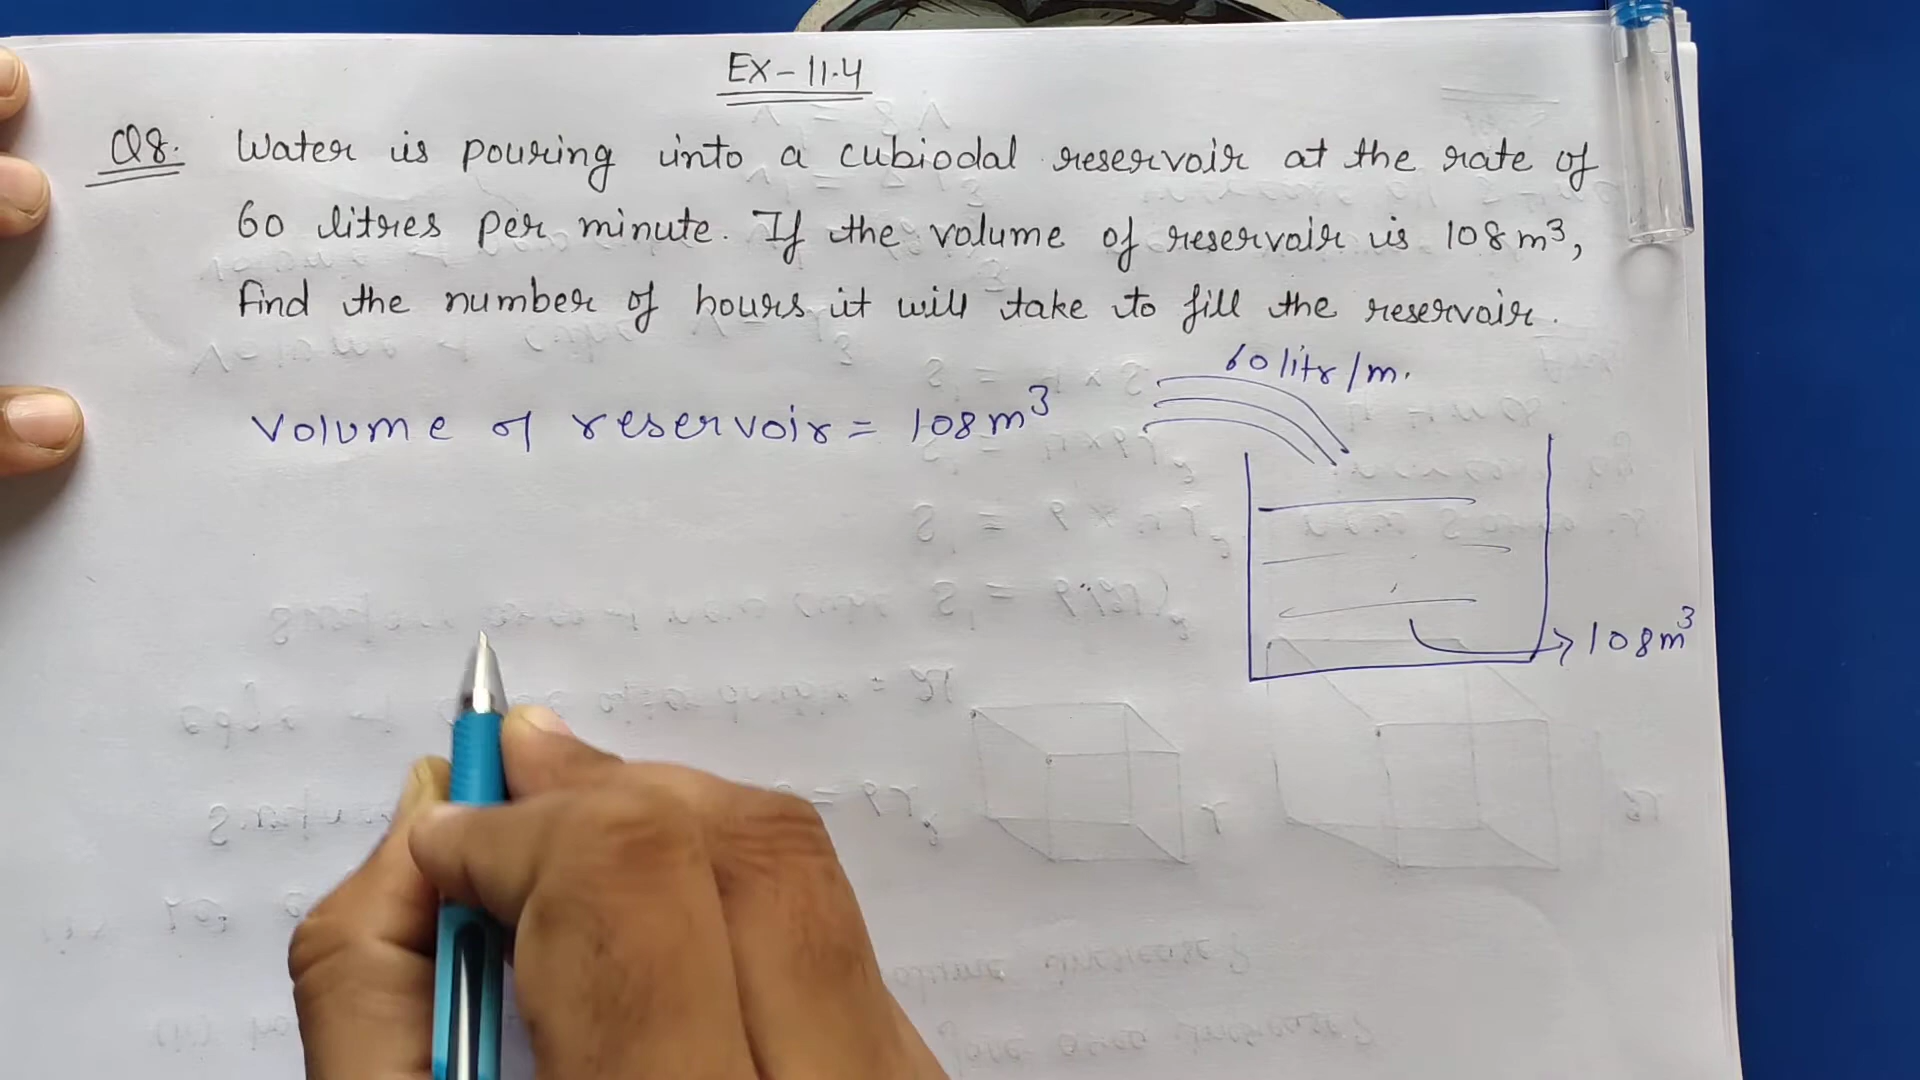 Ex-11.4
Q8. Water is pouring into a cubiodal reservoir at the rate of
60 litres per minute. If the volume of reservoir is 108 m³,
find the number of hours it will take to fill the reservoir.
60 litr/m.
Volume of reservoir = 108 m³
108 m³